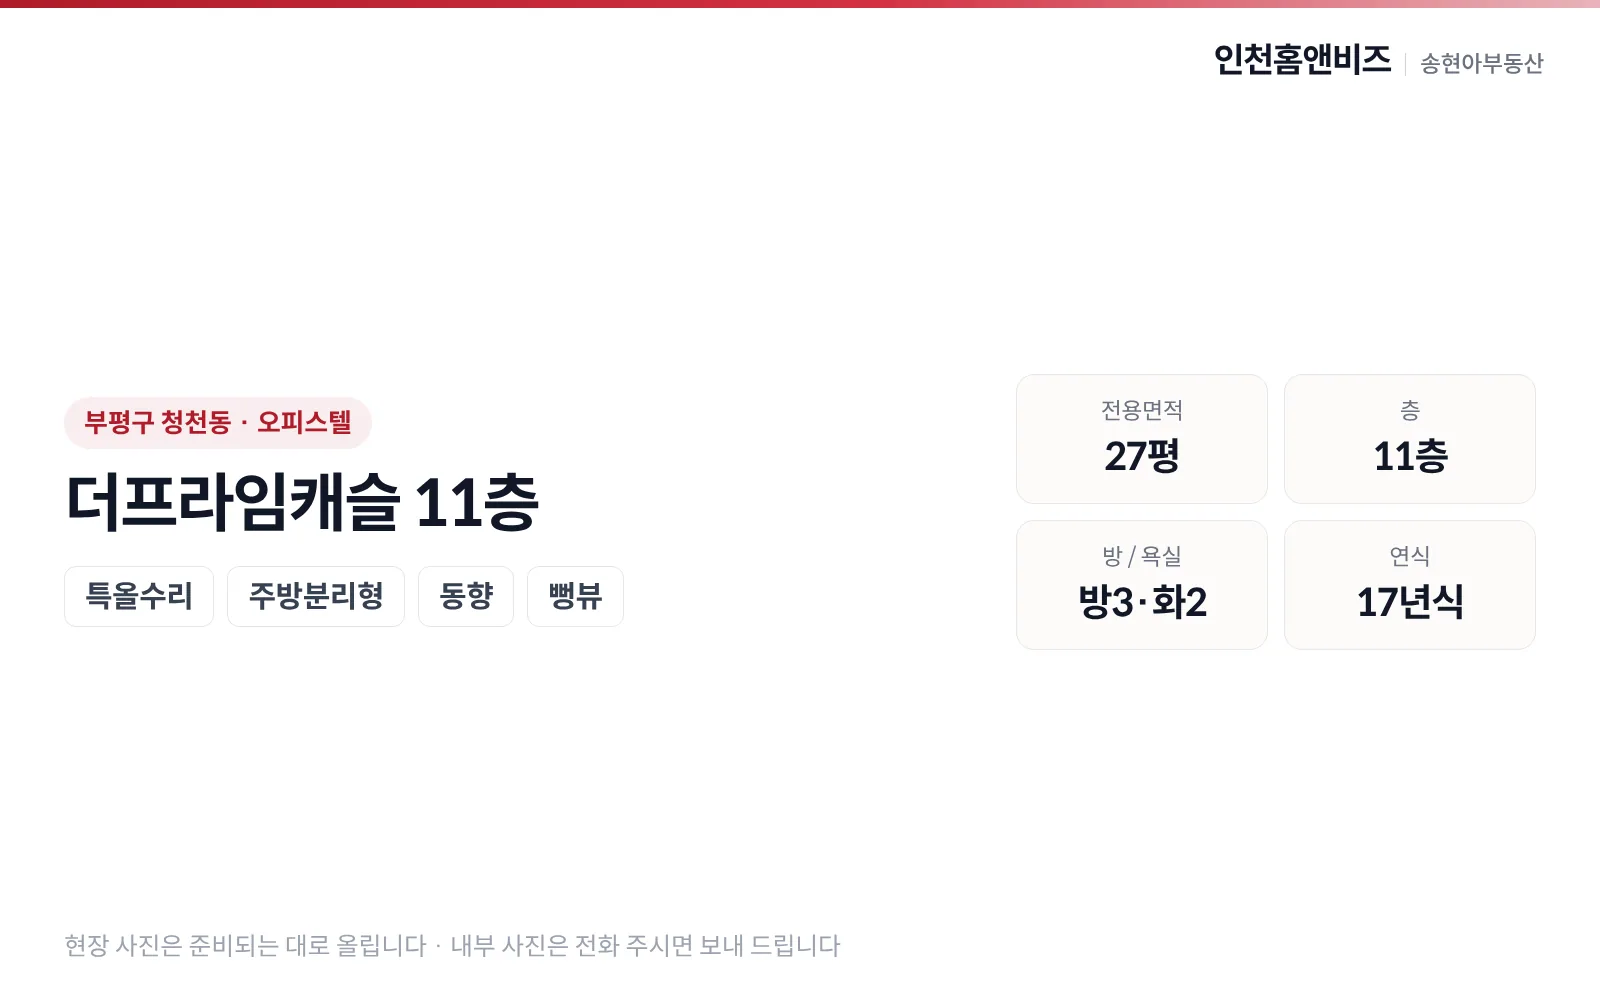 인천홈앤비즈 송현아부동산
부평구 청천동 · 오피스텔
더프라임캐슬 11층
특올수리 주방분리형 동향 뻥뷰
전용면적
27평
층
11층
방 / 욕실
방3·화2
연식
17년식
현장 사진은 준비되는 대로 올립니다 · 내부 사진은 전화 주시면 보내 드립니다